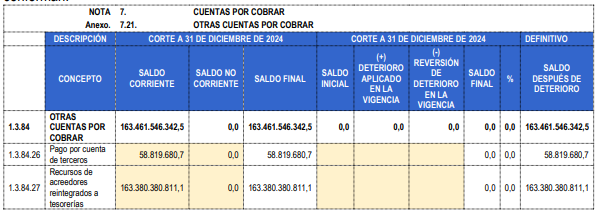 NOTA 7. CUENTAS POR COBRAR
Anexo. 7.21. OTRAS CUENTAS POR COBRAR
DESCRIPCIÓN CORTE A 31 DE DICIEMBRE DE 2024 CORTE A 31 DE DICIEMBRE DE 2024 DEFINITIVO
CONCEPTO SALDO CORRIENTE SALDO NO CORRIENTE SALDO FINAL SALDO INICIAL (+) DETERIORO APLICADO EN LA VIGENCIA (-) REVERSIÓN DE DETERIORO EN LA VIGENCIA SALDO FINAL % SALDO DESPUÉS DE DETERIORO
1.3.84 OTRAS CUENTAS POR COBRAR 163.461.546.342,5 0,0 163.461.546.342,5 0,0 0,0 0,0 0,0 0,0 163.461.546.342,5
1.3.84.26 Pago por cuenta de terceros 58.819.680,7 0,0 58.819.680,7 0,0 0,0 58.819.680,7
1.3.84.27 Recursos de acreedores reintegrados a tesorerías 163.380.380.811,1 0,0 163.380.380.811,1 0,0 0,0 163.380.380.811,1